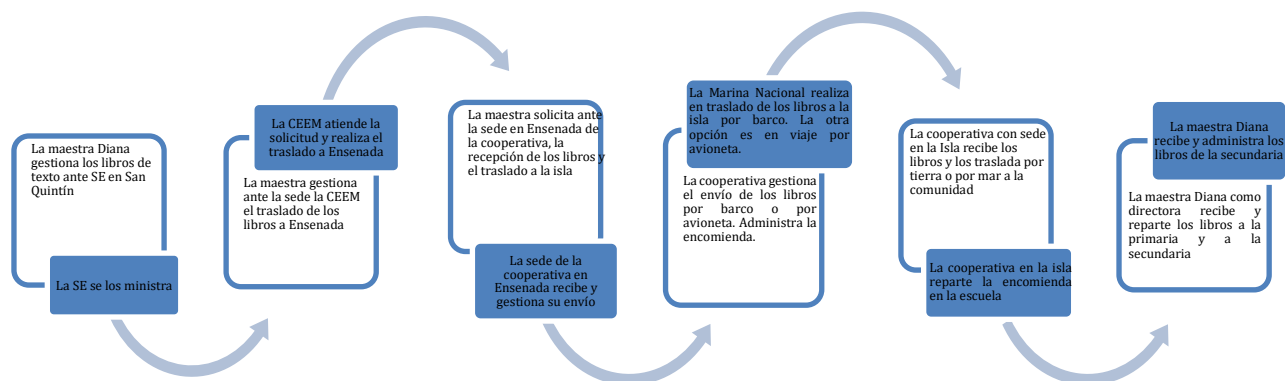 La maestra Diana
gestiona los libros de
texto ante SE en San
Quintín
La SE se los ministra
La CEEM atiende la
solicitud y realiza el
traslado a Ensenada
La maestra gestiona
ante la sede la CEEM
el traslado de los
libros a Ensenada
La maestra solicita ante
la sede en Ensenada de
la cooperativa, la
recepción de los libros y
el traslado a la isla
La sede de la
cooperativa en
Ensenada recibe y
gestiona su envío
La Marina Nacional realiza
en traslado de los libros a la
isla por barco. La otra
opción es en viaje por
avioneta.
La cooperativa gestiona
el envío de los libros
por barco o por
avioneta. Administra la
encomienda.
La cooperativa con sede
en la Isla recibe los
libros y los traslada por
tierra o por mar a la
comunidad
La cooperativa en la isla
reparte la encomienda
en la escuela
La maestra Diana
recibe y administra los
libros de la secundaria
La maestra Diana como
directora recibe y
reparte los libros a la
primaria y a la
secundaria